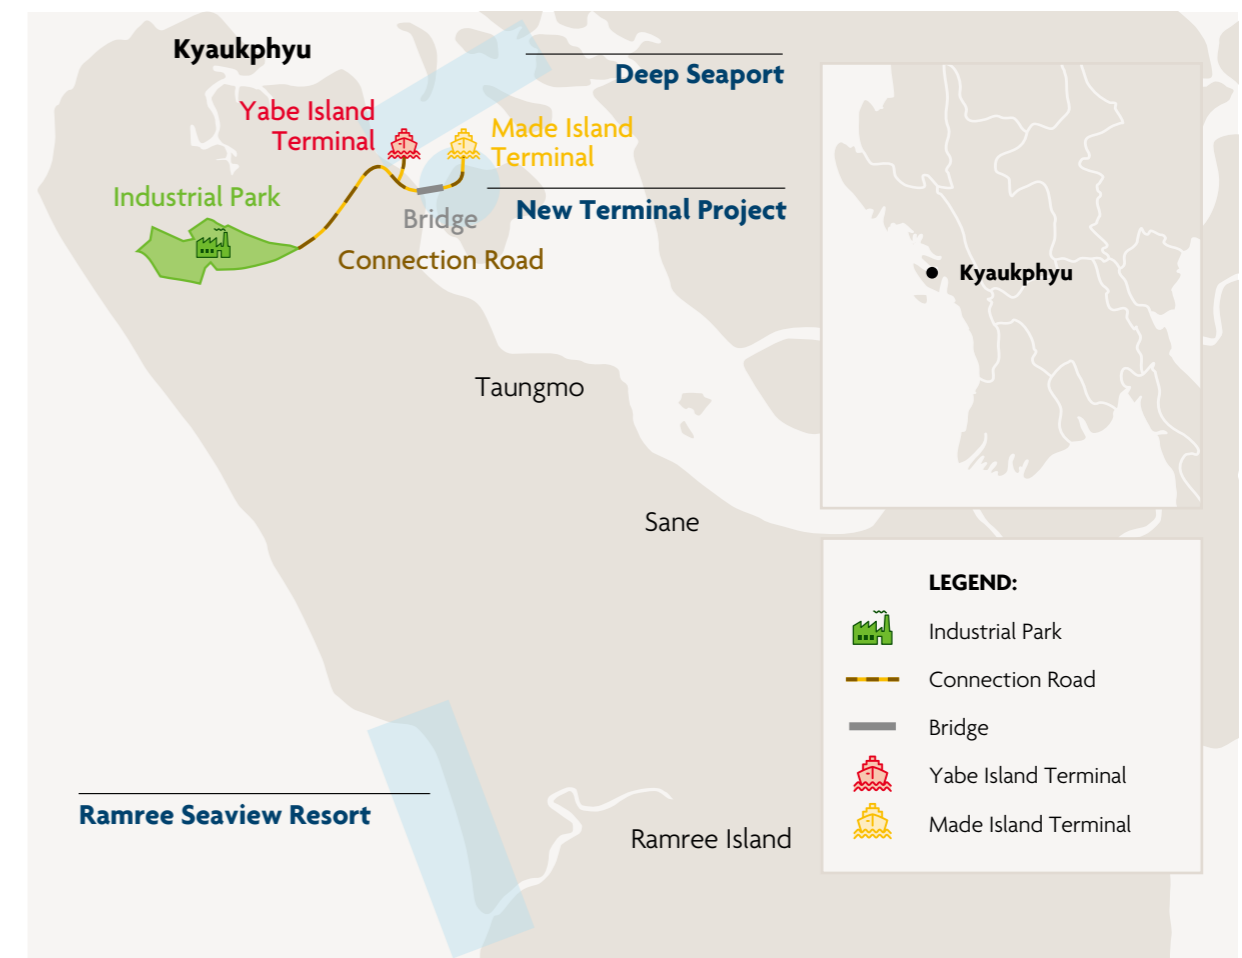 Kyaukphyu
Deep Seaport
Yabe Island
Terminal
Made Island
Terminal
Industrial Park
New Terminal Project
Bridge
Connection Road
Kyaukphyu
Taungmo
Sane
Ramree Seaview Resort
Ramree Island
LEGEND:
Industrial Park
Connection Road
Bridge
Yabe Island Terminal
Made Island Terminal